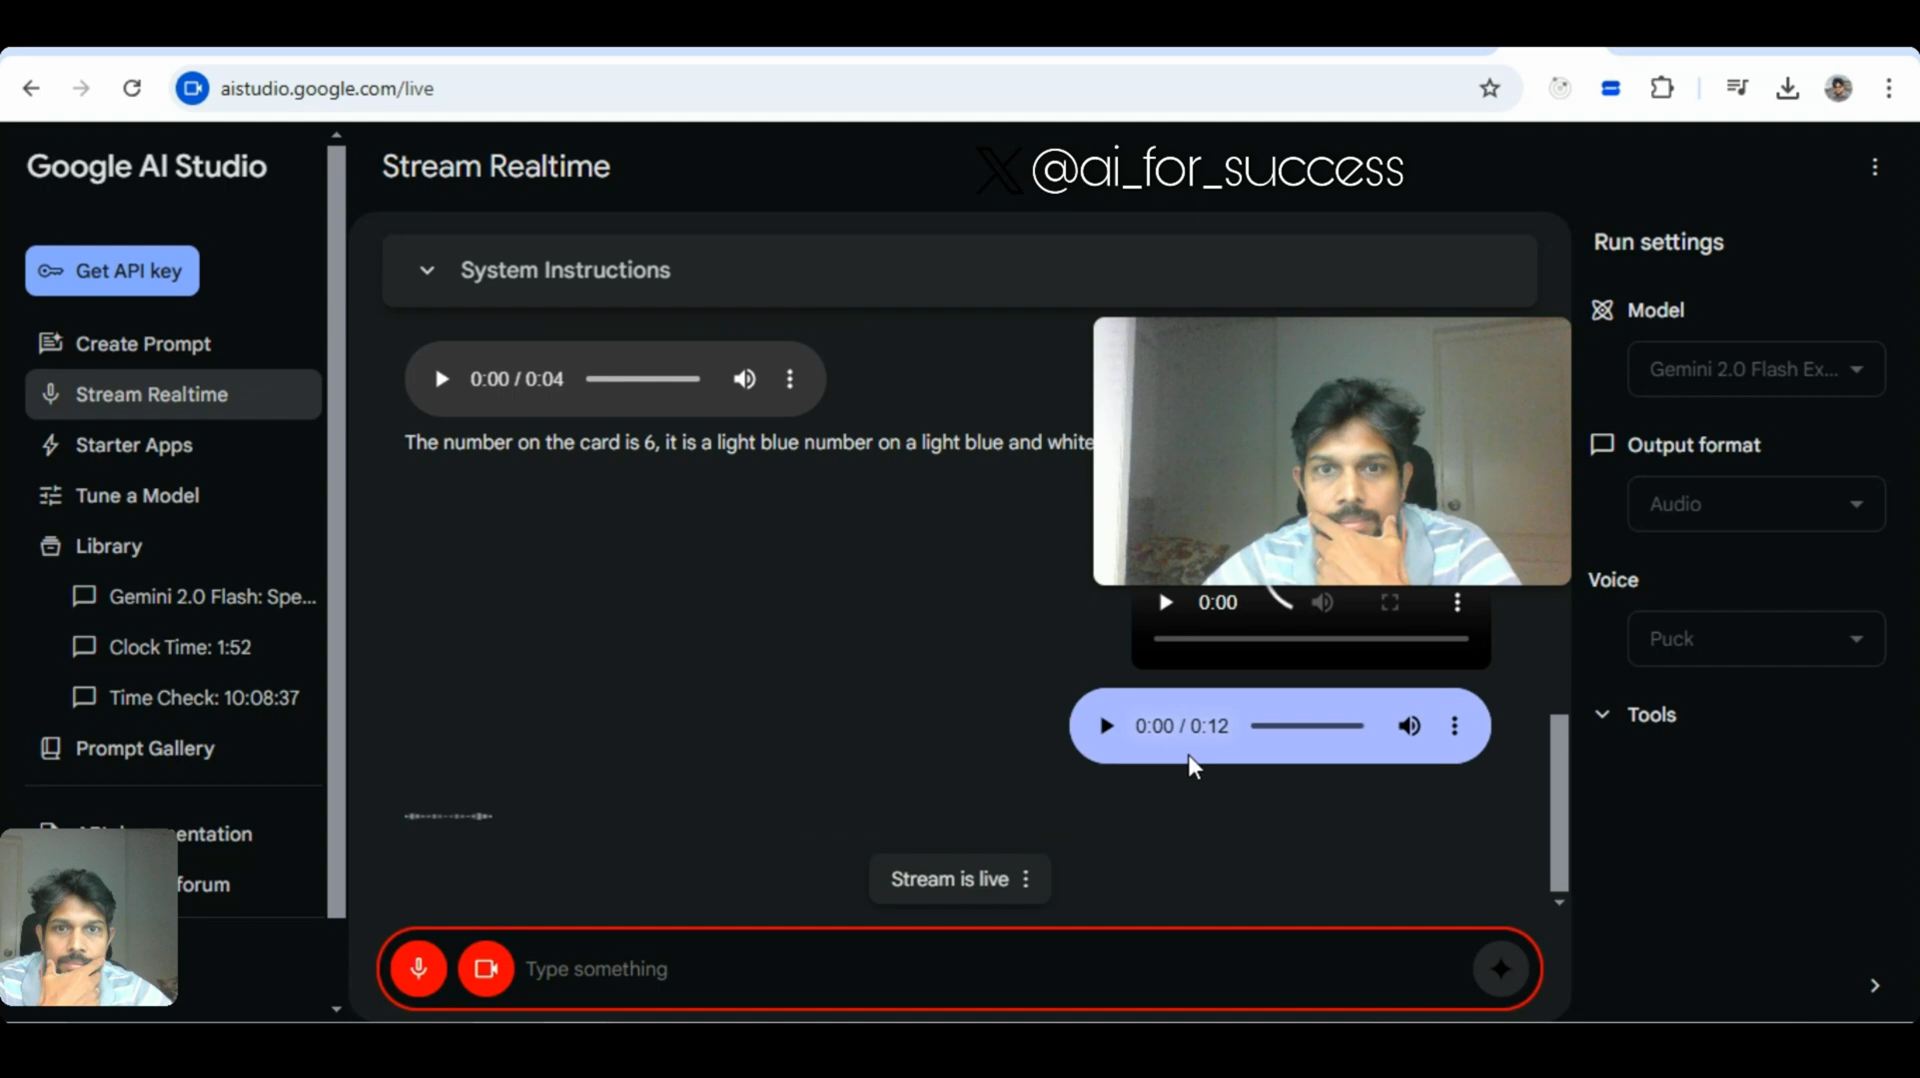 aistudio.google.com/live
Google AI Studio
Stream Realtime
@ai_for_success
Get API key
Create Prompt
Stream Realtime
Starter Apps
Tune a Model
Library
Gemini 2.0 Flash: Spe...
Clock Time: 1:52
Time Check: 10:08:37
Prompt Gallery
entation
forum
System Instructions
0:00 / 0:04
The number on the card is 6, it is a light blue number on a light blue and white
0:00
0:00 / 0:12
Stream is live
Type something
Run settings
Model
Gemini 2.0 Flash Ex...
Output format
Audio
Voice
Puck
Tools